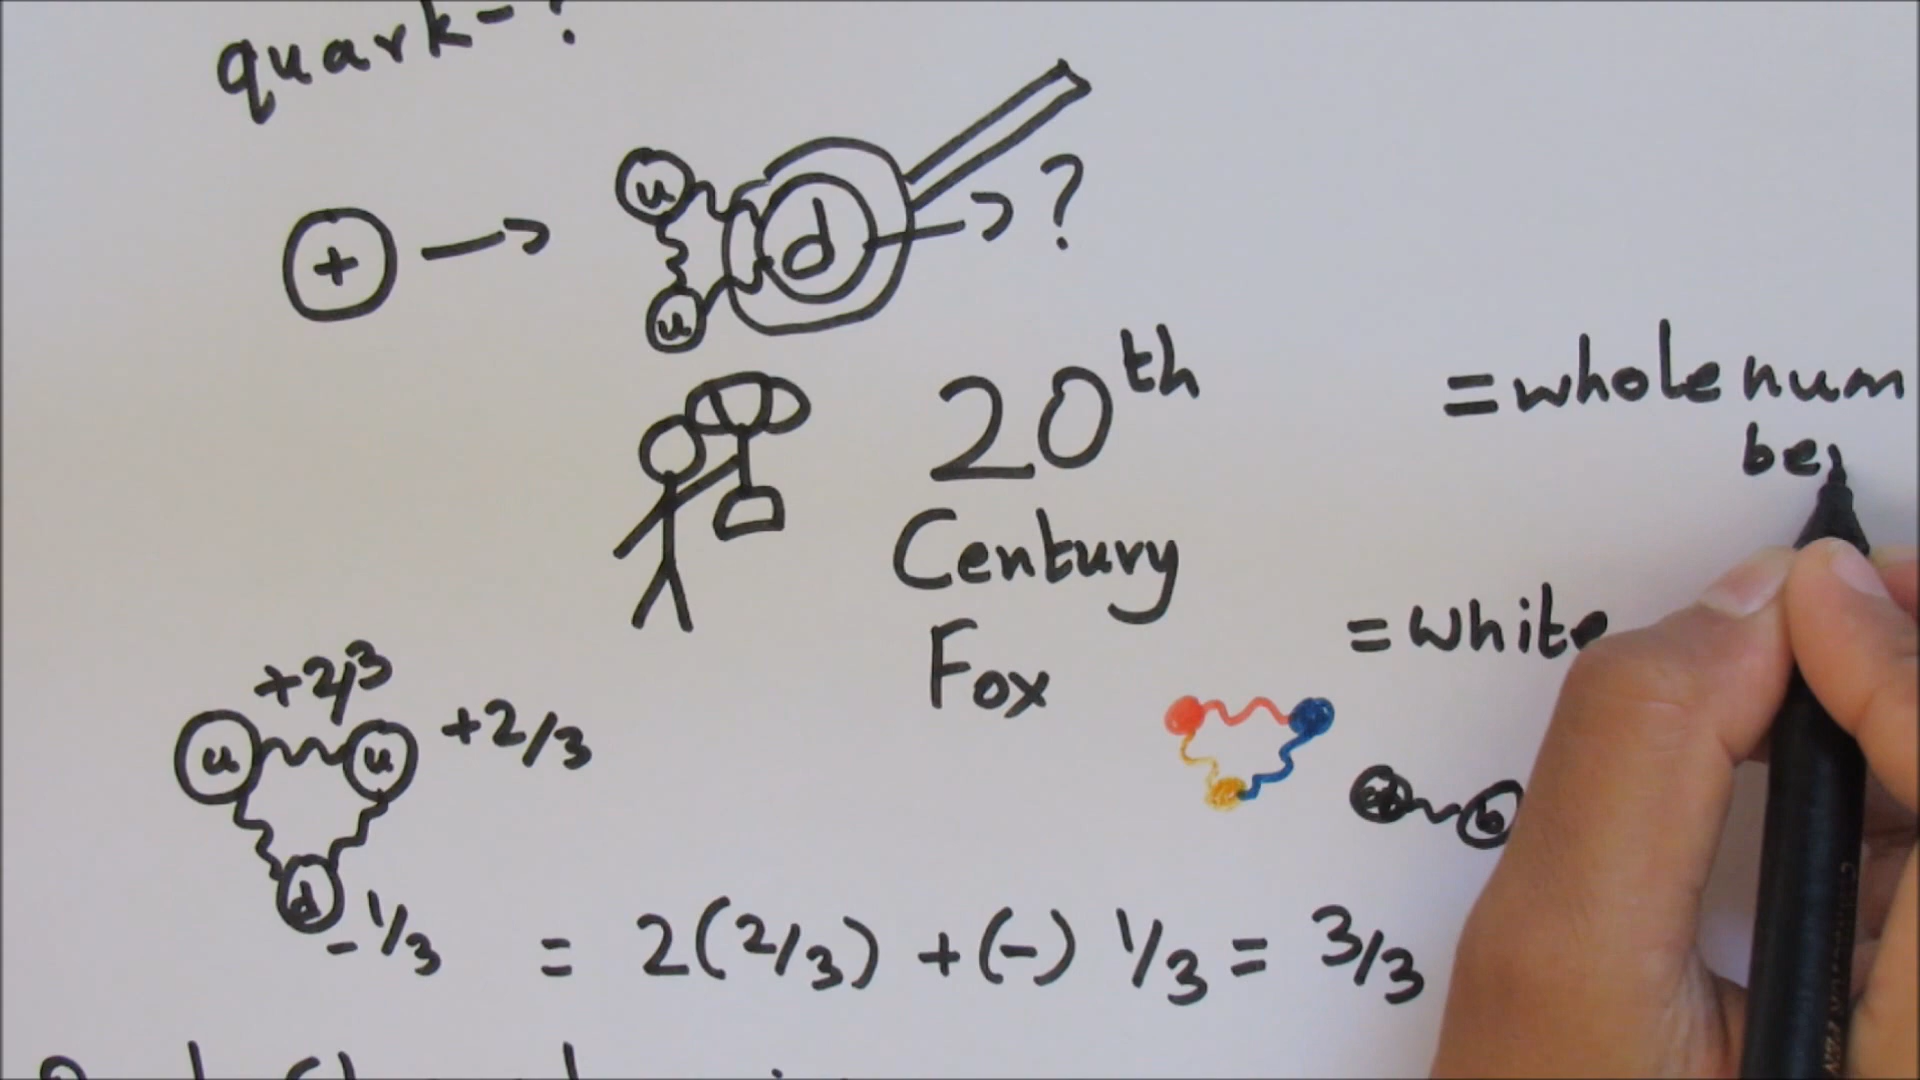 quark-?
+ → u u d → ?
20th
Century
Fox
= whole num
ber
= white
+2/3
+2/3
u u
d
-1/3
= 2(2/3) + (-) 1/3 = 3/3
b